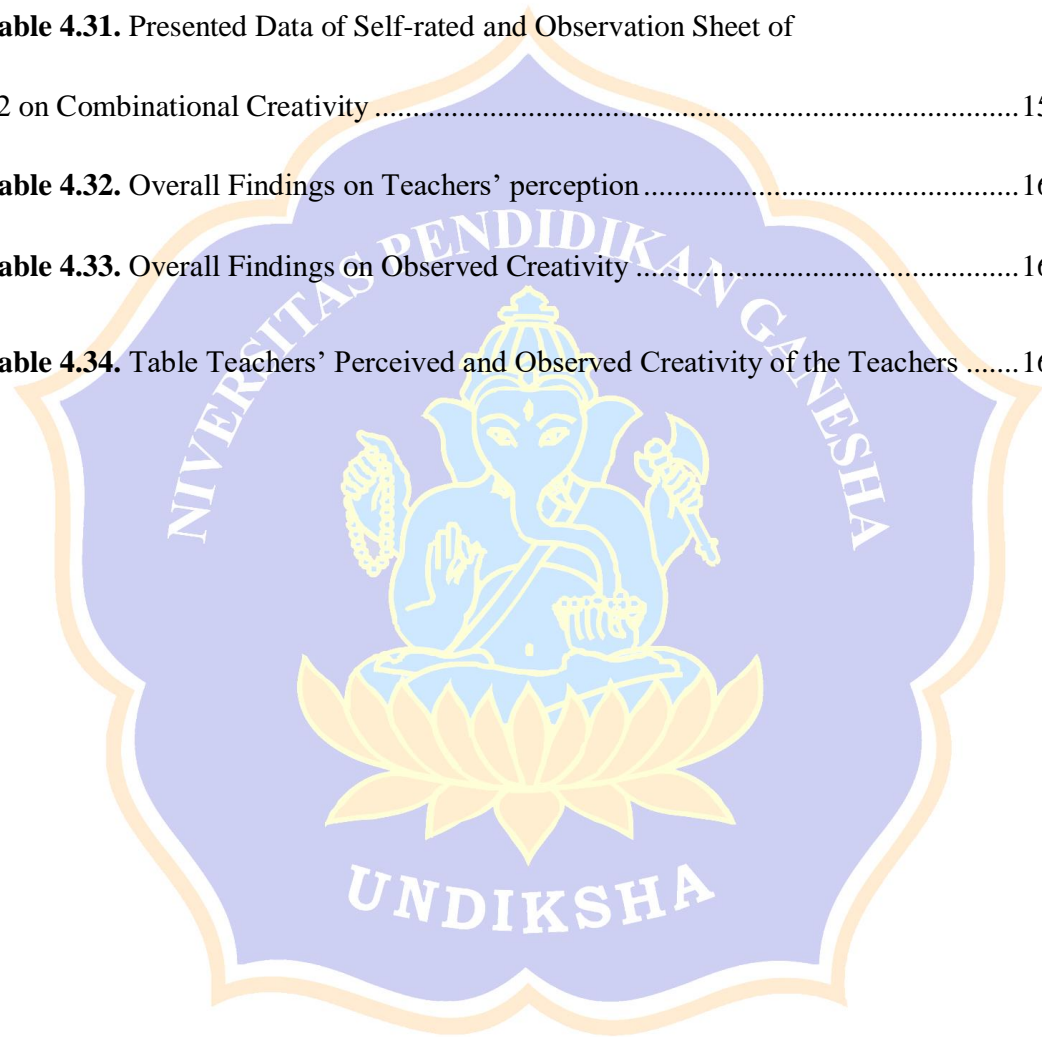 able 4.31. Presented Data of Self-rated and Observation Sheet of
2 on Combinational Creativity ..................................................................................... 15
able 4.32. Overall Findings on Teachers’ perception .................................................. 16
able 4.33. Overall Findings on Observed Creativity ................................................... 16
able 4.34. Table Teachers’ Perceived and Observed Creativity of the Teachers ....... 16
NIVERSITAS PENDIDIKAN GANESHA
UNDIKSHA